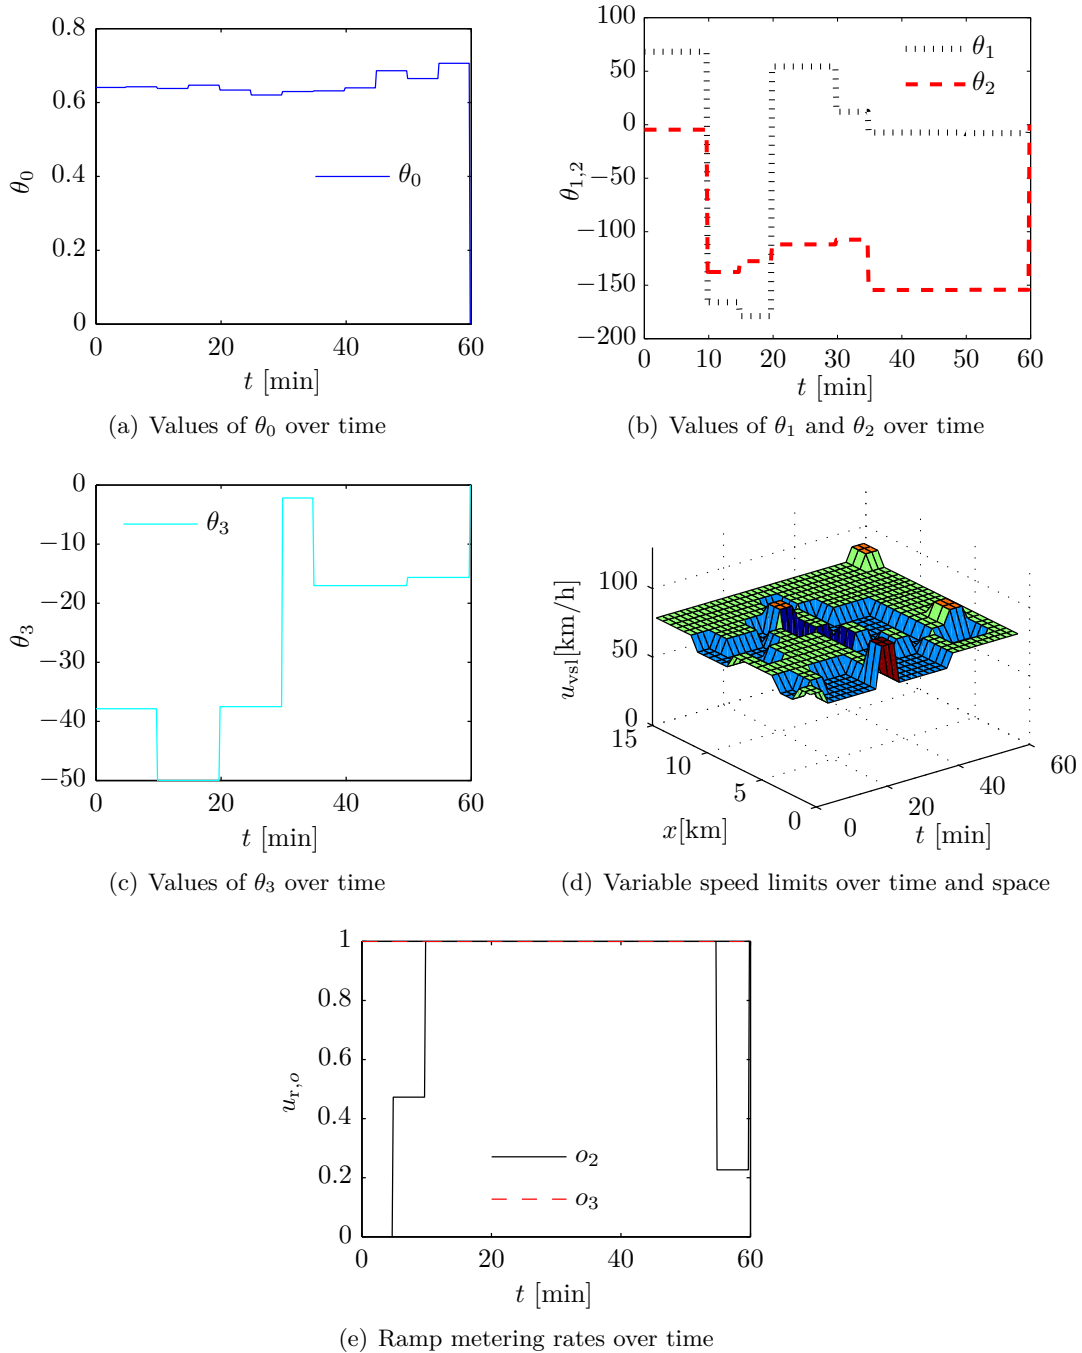 0.8
0.6
0.4
0.2
0
θ₀
θ₀
0 20 40 60
t [min]
(a) Values of θ₀ over time
100
50
0
−50
−100
−150
−200
θ₁,₂
θ₁
θ₂
0 10 20 30 40 50 60
t [min]
(b) Values of θ₁ and θ₂ over time
0
−10
−20
−30
−40
−50
θ₃
θ₃
0 20 40 60
t [min]
(c) Values of θ₃ over time
100
50
0
u_vsl[km/h]
15
10
5
0
x[km]
0
20
40
60
t [min]
(d) Variable speed limits over time and space
1
0.8
0.6
0.4
0.2
0
u_r,o
o₂
o₃
0 20 40 60
t [min]
(e) Ramp metering rates over time